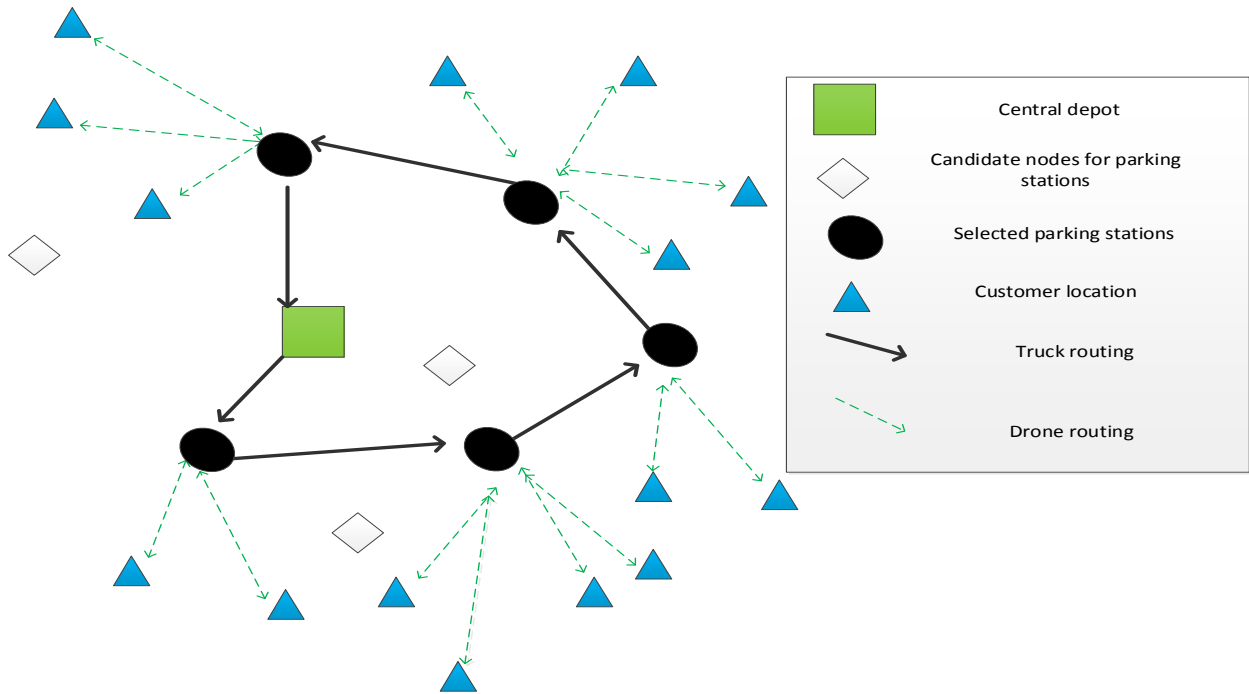 Central depot
Candidate nodes for parking
stations
Selected parking stations
Customer location
Truck routing
Drone routing